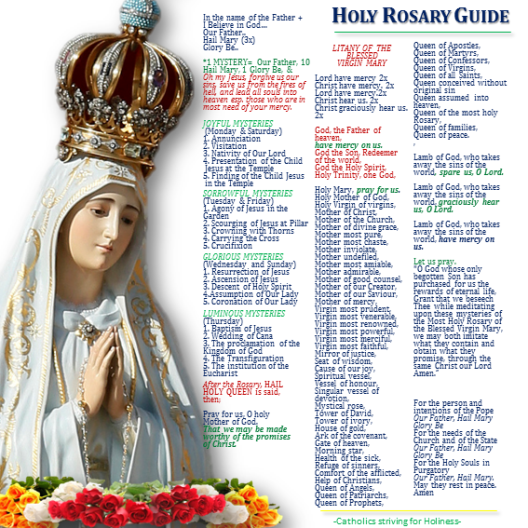 HOLY ROSARY GUIDE
In the name of the Father +
I Believe in God...
Our Father..
Hail Mary (3x)
Glory Be..
*1 MYSTERY= Our Father, 10
Hail Mary, 1 Glory Be, &
Oh my Jesus, forgive us our
sins, save us from the fires of
hell, and lead all souls into
heaven esp. those who are in
most need of your mercy.
JOYFUL MYSTERIES
(Monday & Saturday)
1. Annunciation
2. Visitation
3. Nativity of Our Lord
4. Presentation of the Child
Jesus at the Temple
5. Finding of the Child Jesus
in the Temple
SORROWFUL MYSTERIES
(Tuesday & Friday)
1. Agony of Jesus in the
Garden
2. Scourging of Jesus at Pillar
3. Crowning with Thorns
4. Carrying the Cross
5. Crucifixion
GLORIOUS MYSTERIES
(Wednesday and Sunday)
1. Resurrection of Jesus
2. Ascension of Jesus
3. Descent of Holy Spirit
4.Assumption of Our Lady
5. Coronation of Our Lady
LUMINOUS MYSTERIES
(Thursday)
1. Baptism of Jesus
2. Wedding of Cana
3. The proclamation of the
Kingdom of God
4. The Transfiguration
5. The institution of the
Eucharist
After the Rosary, HAIL
HOLY QUEEN is said,
then;
Pray for us, O holy
Mother of God,
That we may be made
worthy of the promises
of Christ.
LITANY OF THE
BLESSED
VIRGIN MARY
Lord have mercy 2x
Christ have mercy, 2x
Lord have mercy.2x
Christ hear us. 2x
Christ graciously hear us.
2x
God, the Father of
heaven,
have mercy on us.
God the Son, Redeemer
of the world,
God the Holy Spirit,
Holy Trinity, one God,
Holy Mary, pray for us.
Holy Mother of God,
Holy Virgin of virgins,
Mother of Christ,
Mother of the Church,
Mother of divine grace,
Mother most pure,
Mother most chaste,
Mother inviolate,
Mother undefiled,
Mother most amiable,
Mother admirable,
Mother of good counsel,
Mother of our Creator,
Mother of our Saviour,
Mother of mercy,
Virgin most prudent,
Virgin most venerable,
Virgin most renowned,
Virgin most powerful,
Virgin most merciful,
Virgin most faithful,
Mirror of justice,
Seat of wisdom,
Cause of our joy,
Spiritual vessel,
Vessel of honour,
Singular vessel of
devotion,
Mystical rose,
Tower of David,
Tower of ivory,
House of gold,
Ark of the covenant,
Gate of heaven,
Morning star,
Health of the sick,
Refuge of sinners,
Comfort of the afflicted,
Help of Christians,
Queen of Angels,
Queen of Patriarchs,
Queen of Prophets,
Queen of Apostles,
Queen of Martyrs,
Queen of Confessors,
Queen of Virgins,
Queen of all Saints,
Queen conceived without
original sin
Queen assumed into
heaven,
Queen of the most holy
Rosary,
Queen of families,
Queen of peace,
Lamb of God, who takes
away the sins of the
world, spare us, O Lord.
Lamb of God, who takes
away the sins of the
world, graciously hear
us, O Lord.
Lamb of God, who takes
away the sins of the
world, have mercy on
us.
Let us pray.
"O God whose only
begotten Son has
purchased for us the
rewards of eternal life,
Grant that we beseech
Thee while meditating
upon these mysteries of
the Most Holy Rosary of
the Blessed Virgin Mary,
we may both imitate
what they contain and
obtain what they
promise, through the
same Christ our Lord
Amen."
For the person and
intentions of the Pope
Our Father, Hail Mary
Glory Be
For the needs of the
Church and of the State
Our Father, Hail Mary
Glory Be
For the Holy Souls in
Purgatory
Our Father, Hail Mary.
May they rest in peace.
Amen
-Catholics striving for Holiness-